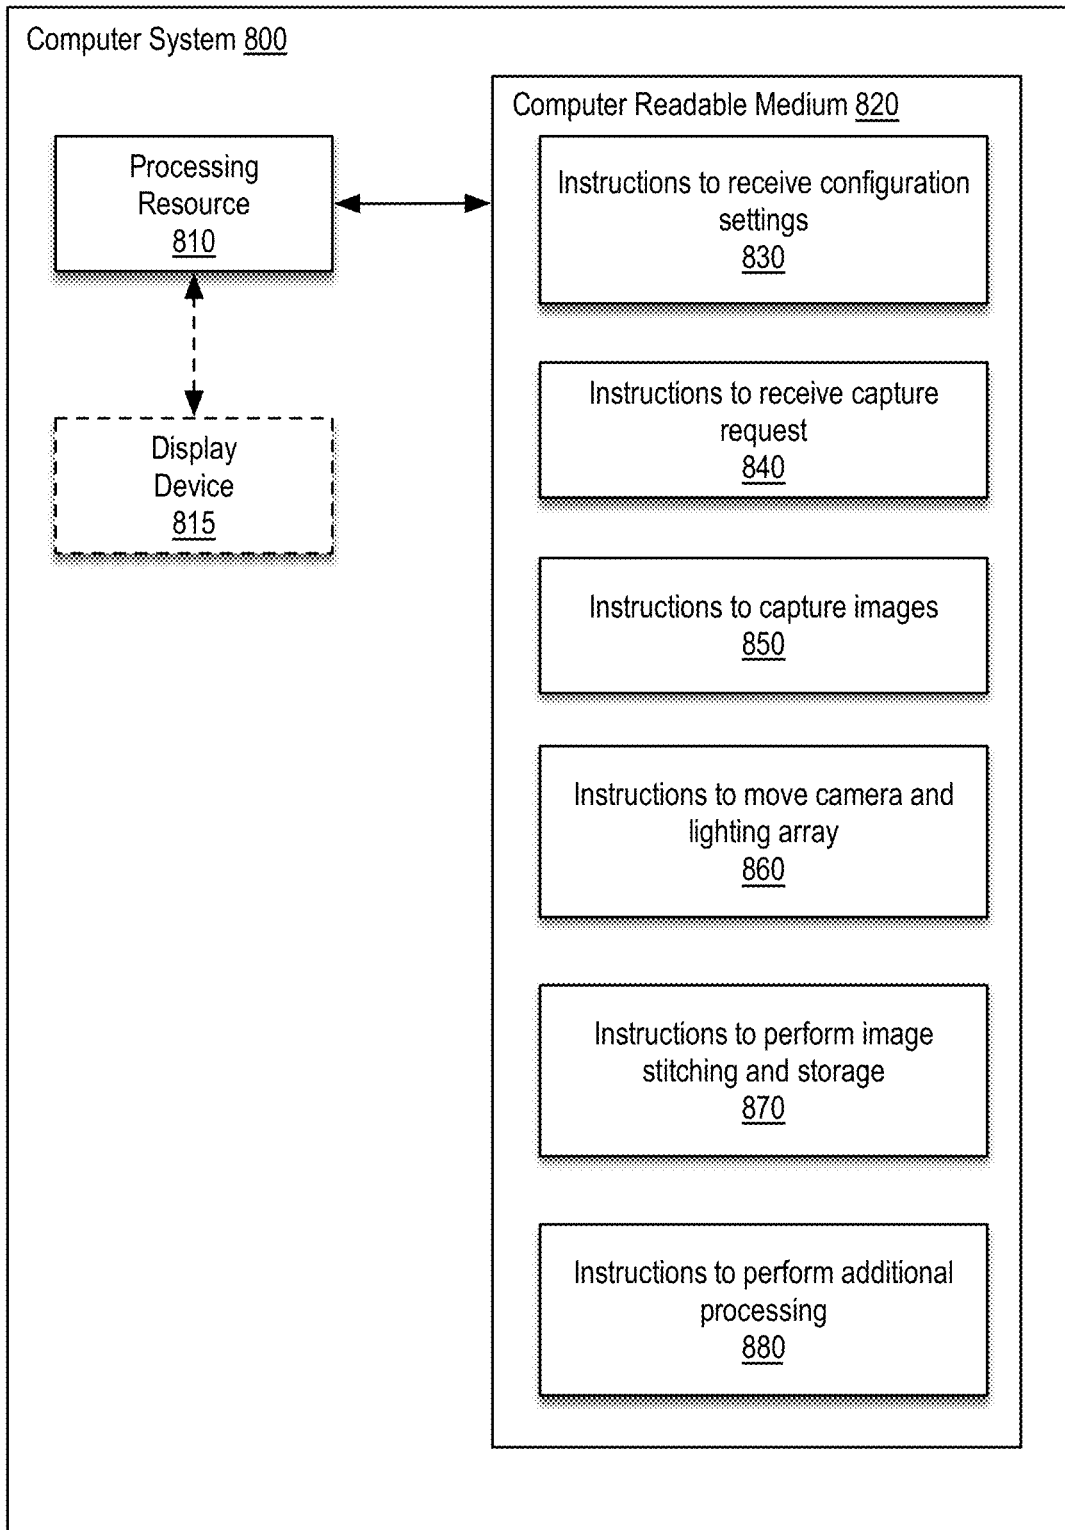 Computer System 800
Processing
Resource
810
Display
Device
815
Computer Readable Medium 820
Instructions to receive configuration
settings
830
Instructions to receive capture
request
840
Instructions to capture images
850
Instructions to move camera and
lighting array
860
Instructions to perform image
stitching and storage
870
Instructions to perform additional
processing
880